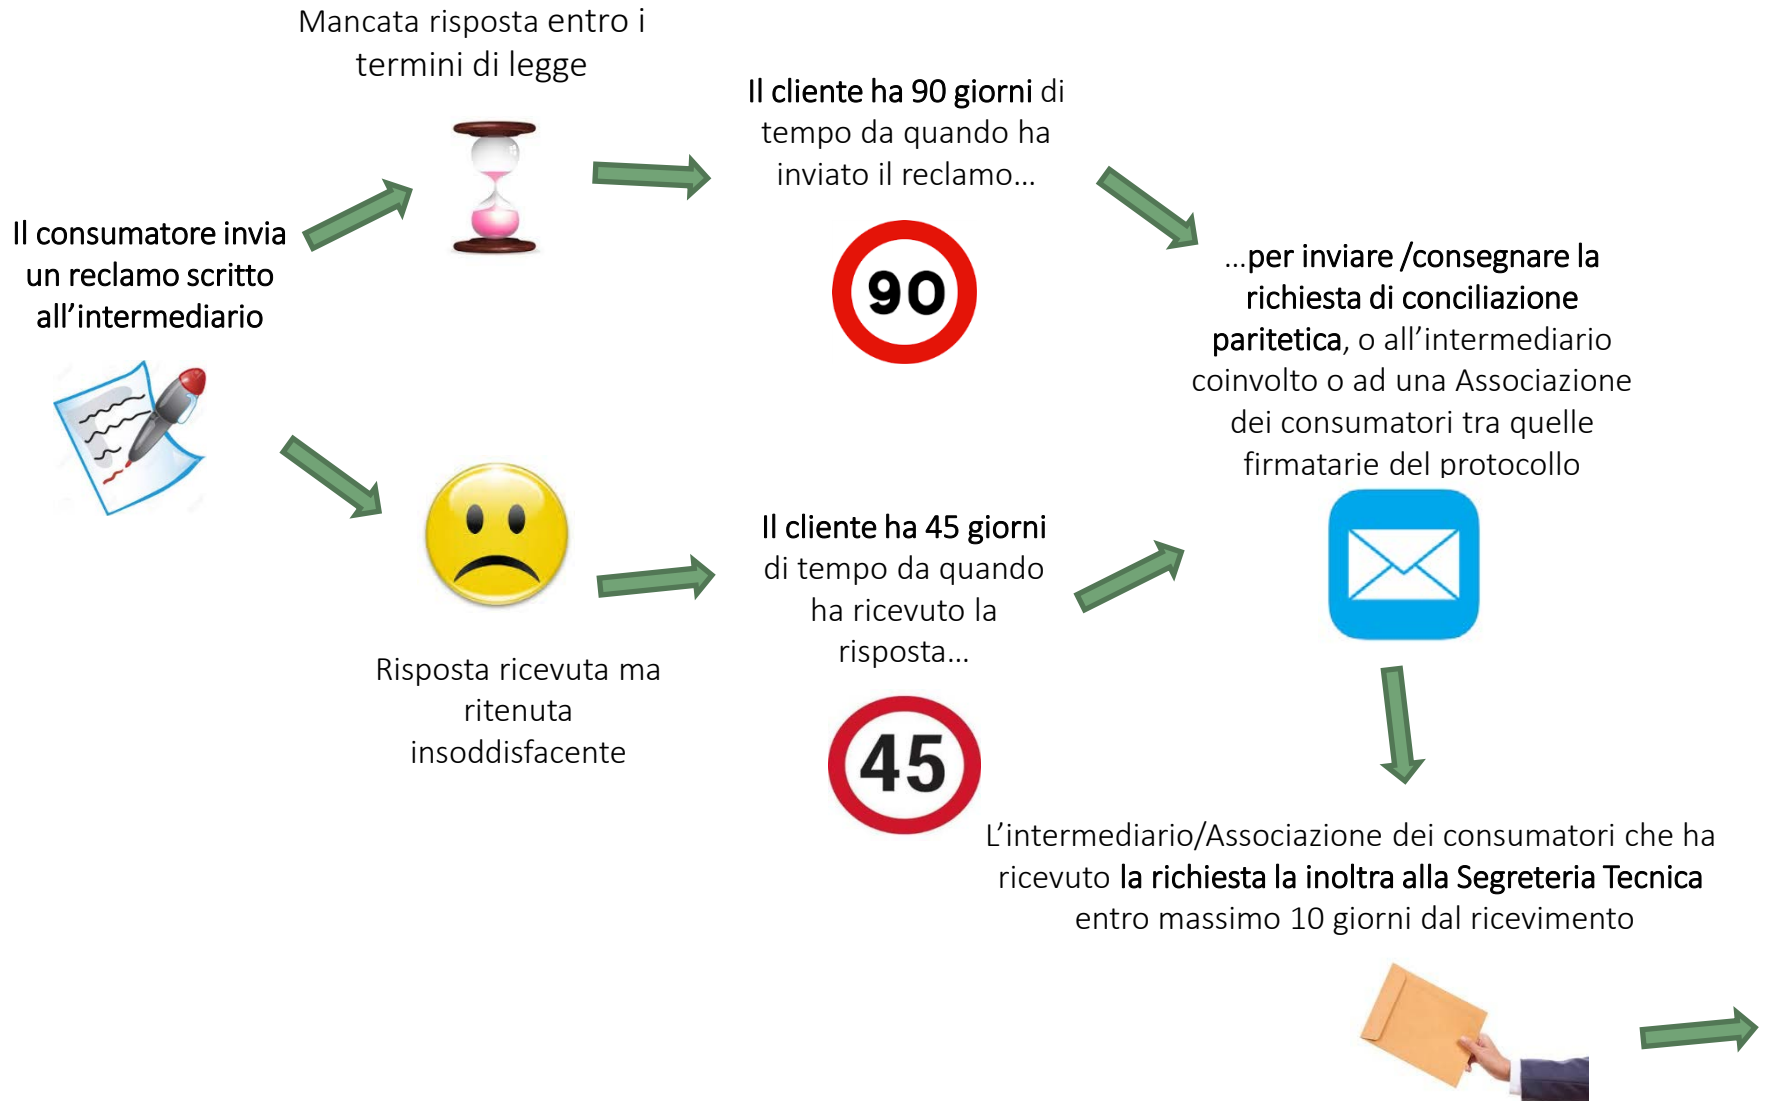 Mancata risposta entro i
termini di legge
Il consumatore invia
un reclamo scritto
all’intermediario
Il cliente ha 90 giorni di
tempo da quando ha
inviato il reclamo…
90
Risposta ricevuta ma
ritenuta
insoddisfacente
Il cliente ha 45 giorni
di tempo da quando
ha ricevuto la
risposta…
45
…per inviare /consegnare la
richiesta di conciliazione
paritetica, o all’intermediario
coinvolto o ad una Associazione
dei consumatori tra quelle
firmatarie del protocollo
L’intermediario/Associazione dei consumatori che ha
ricevuto la richiesta la inoltra alla Segreteria Tecnica
entro massimo 10 giorni dal ricevimento